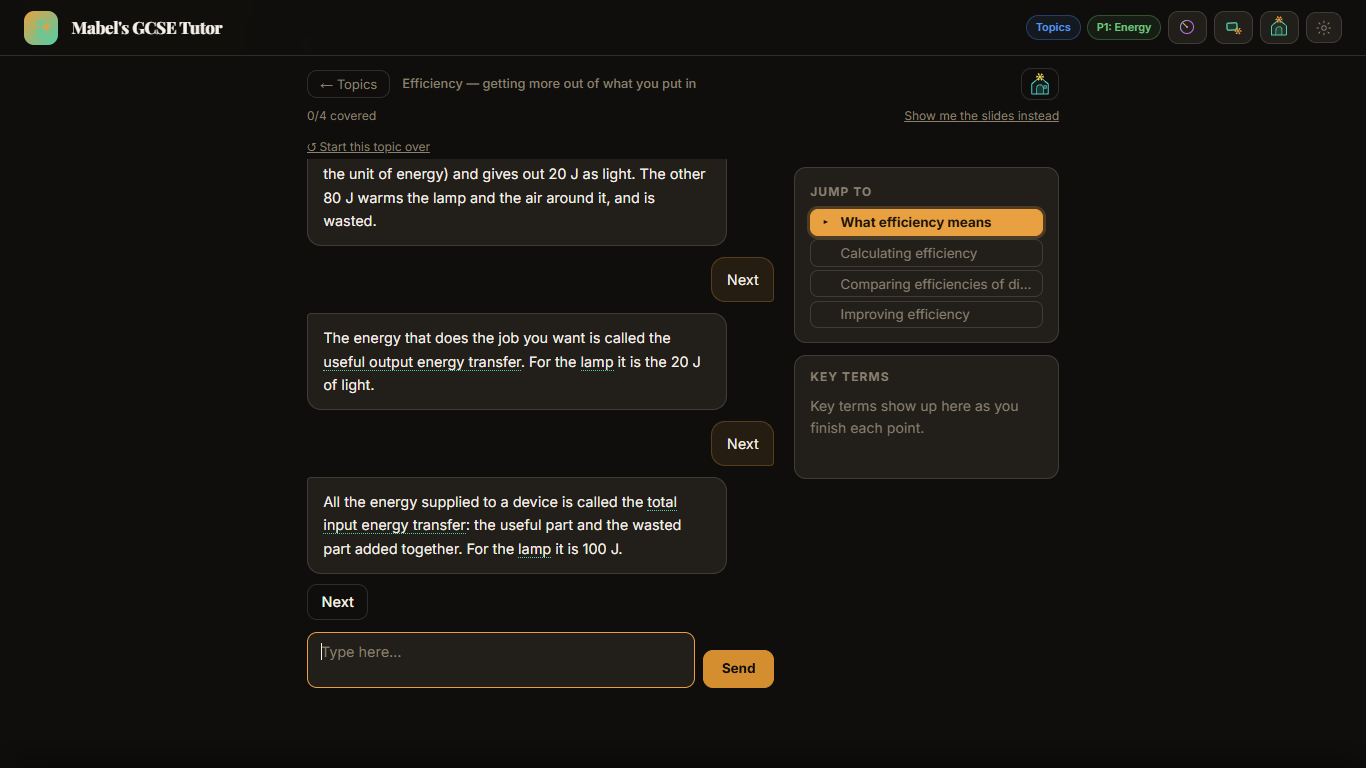 Mabel's GCSE Tutor
Topics
P1: Energy
← Topics
Efficiency — getting more out of what you put in
0/4 covered
Show me the slides instead
↺ Start this topic over
the unit of energy) and gives out 20 J as light. The other
80 J warms the lamp and the air around it, and is
wasted.
Next
The energy that does the job you want is called the
useful output energy transfer. For the lamp it is the 20 J
of light.
Next
All the energy supplied to a device is called the total
input energy transfer: the useful part and the wasted
part added together. For the lamp it is 100 J.
Next
Type here...
Send
JUMP TO
▸ What efficiency means
Calculating efficiency
Comparing efficiencies of di...
Improving efficiency
KEY TERMS
Key terms show up here as you
finish each point.